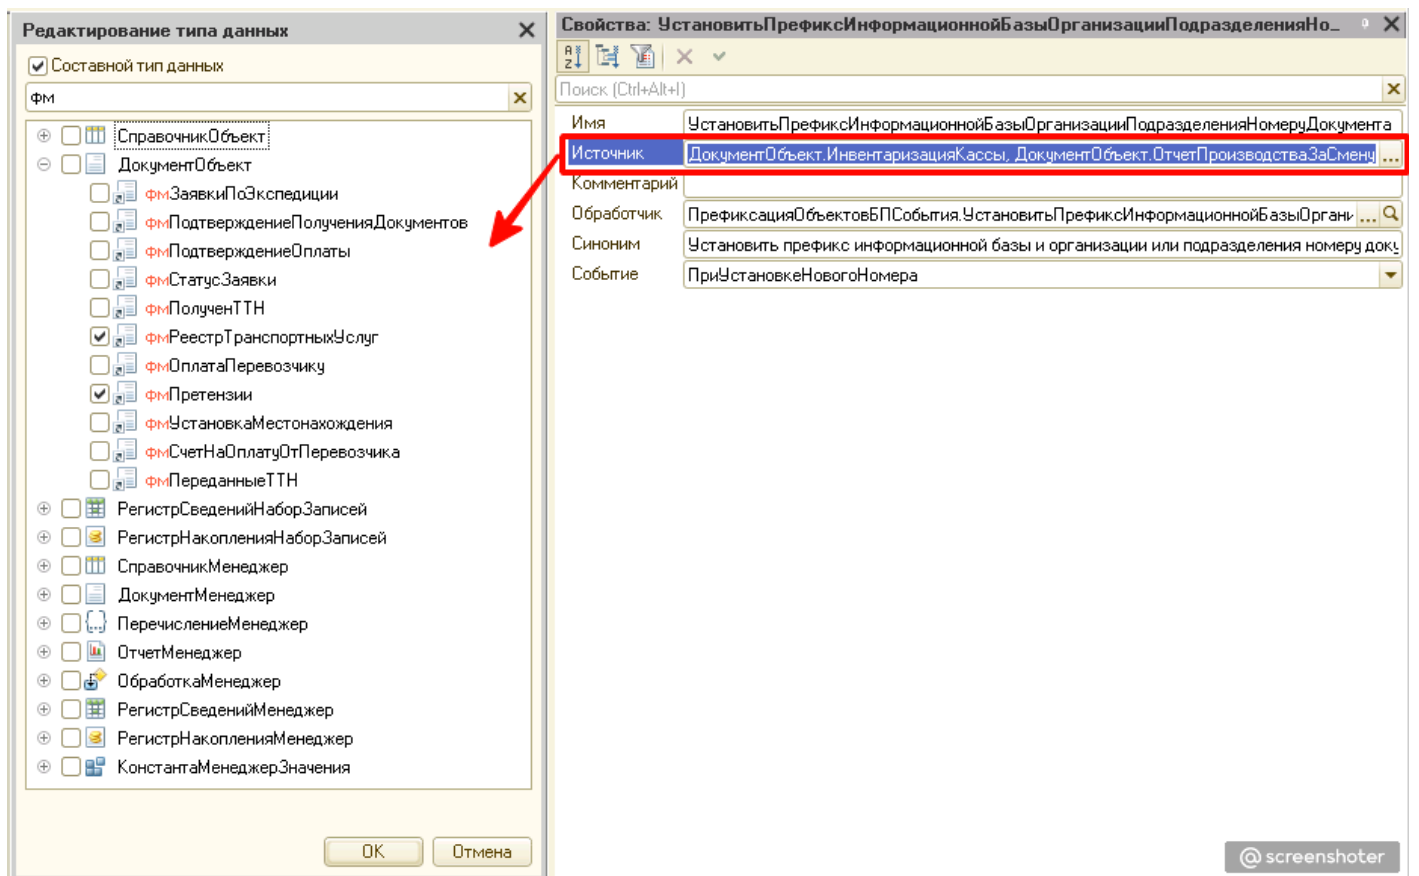 Редактирование типа данных
Составной тип данных
фм
СправочникОбъект
ДокументОбъект
фмЗаявкиПоЭкспедиции
фмПодтверждениеПолученияДокументов
фмПодтверждениеОплаты
фмСтатусЗаявки
фмПолученТТН
фмРеестрТранспортныхУслуг
фмОплатаПеревозчику
фмПретензии
фмУстановкаМестонахождения
фмСчетНаОплатуОтПеревозчика
фмПереданныеТТН
РегистрСведенийНаборЗаписей
РегистрНакопленияНаборЗаписей
СправочникМенеджер
ДокументМенеджер
ПеречислениеМенеджер
ОтчетМенеджер
ОбработкаМенеджер
РегистрСведенийМенеджер
РегистрНакопленияМенеджер
КонстантаМенеджерЗначения
ОК Отмена
Свойства: УстановитьПрефиксИнформационнойБазыОрганизацииПодразделенияНо...
Поиск (Ctrl+Alt+I)
Имя УстановитьПрефиксИнформационнойБазыОрганизацииПодразделенияНомеруДокумента
Источник ДокументОбъект.ИнвентаризацияКассы, ДокументОбъект.ОтчетПроизводстваЗаСмену ...
Комментарий
Обработчик ПрефиксацияОбъектовБПСобытия.УстановитьПрефиксИнформационнойБазыОргани ...
Синоним Установить префикс информационной базы и организации или подразделения номеру доку
Событие ПриУстановкеНовогоНомера
@screenshoter